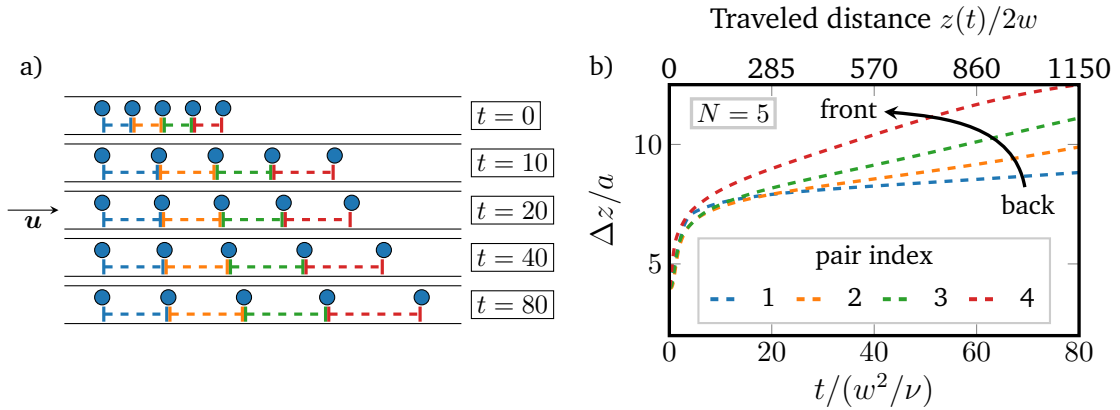 a)
t = 0
t = 10
t = 20
u
t = 40
t = 80
Traveled distance z(t)/2w
b)
0 285 570 860 1150
N = 5
front
back
10
5
Δz/a
pair index
1 2 3 4
0 20 40 60 80
t/(w²/ν)